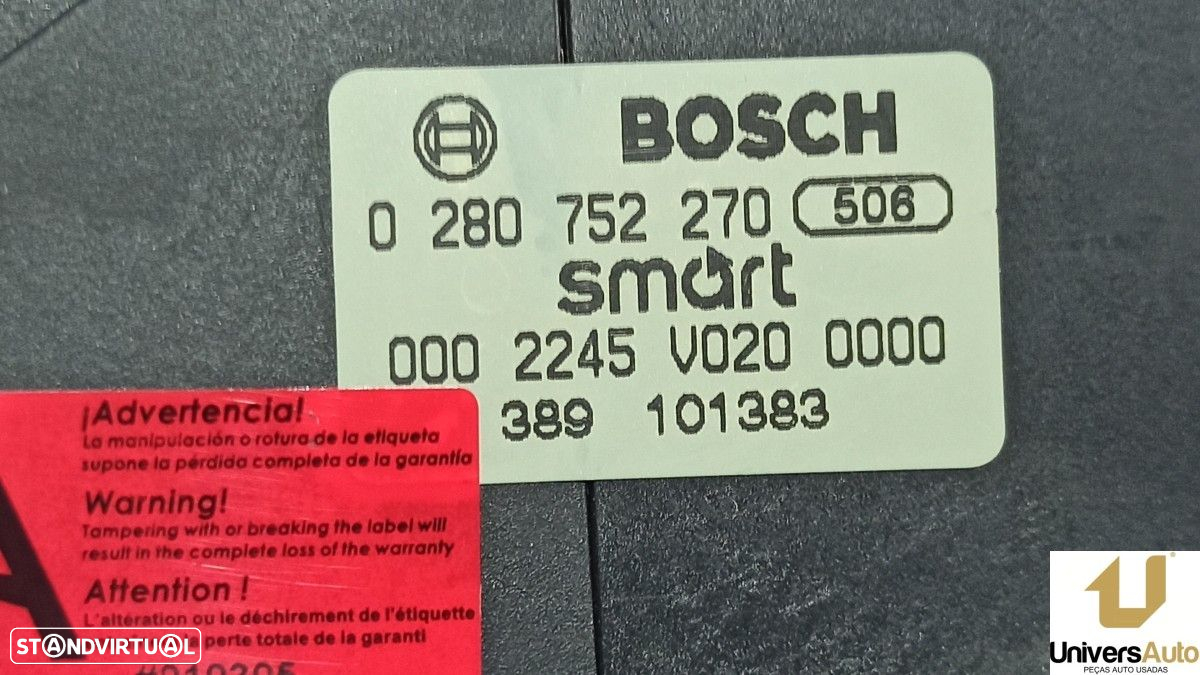 BOSCH
0 280 752 270 506
smart
000 2245 V020 0000
389 101383
¡Advertencia!
La manipulación o rotura de la etiqueta
supone la pérdida completa de la garantía
Warning!
Tampering with or breaking the label will
result in the complete loss of the warranty
Attention !
L'altération ou le déchirement de l'étiquette
perte totale de la garanti
STANDVIRTUAL
UniversAuto
PEÇAS AUTO USADAS